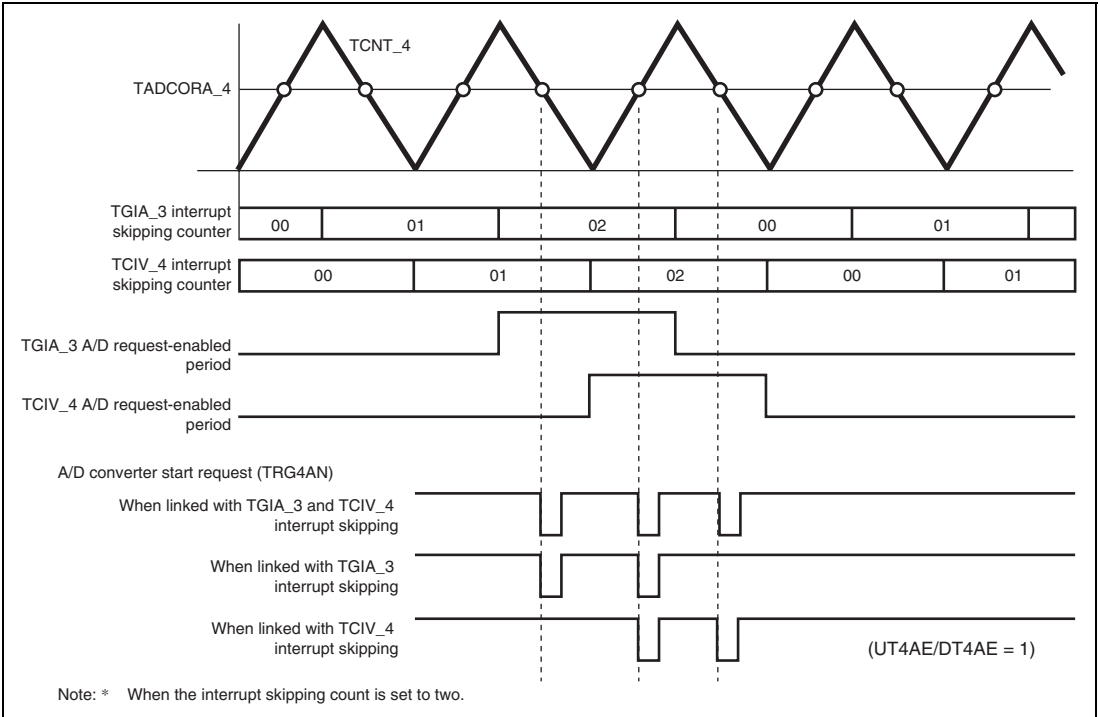 TCNT_4
TADCORA_4
TGIA_3 interrupt
skipping counter
00 01 02 00 01
TCIV_4 interrupt
skipping counter
00 01 02 00 01
TGIA_3 A/D request-enabled
period
TCIV_4 A/D request-enabled
period
A/D converter start request (TRG4AN)
When linked with TGIA_3 and TCIV_4
interrupt skipping
When linked with TGIA_3
interrupt skipping
When linked with TCIV_4
interrupt skipping
(UT4AE/DT4AE = 1)
Note: * When the interrupt skipping count is set to two.